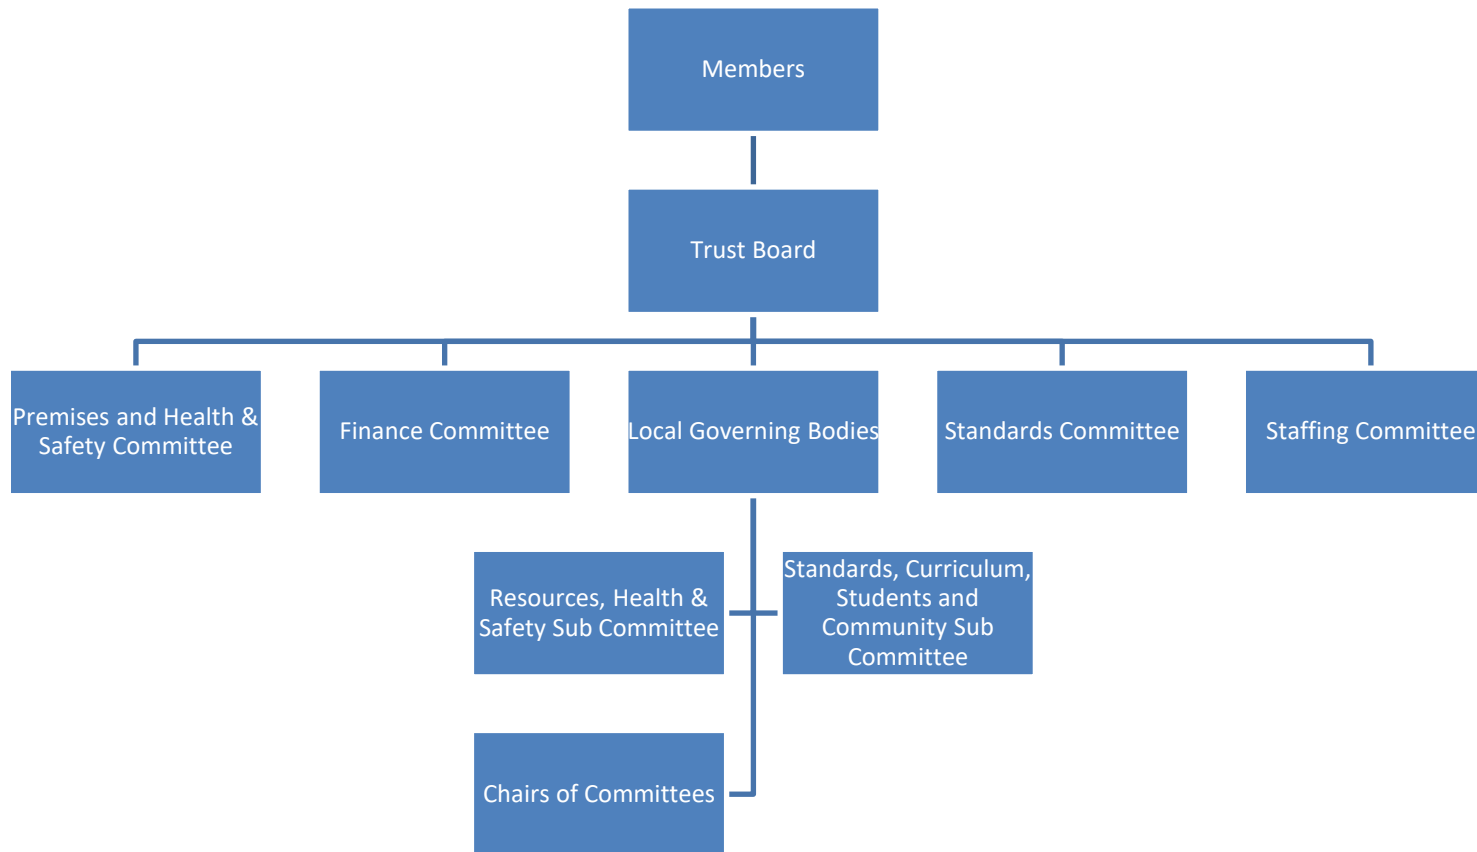 Members
Trust Board
Premises and Health &
Safety Committee
Finance Committee
Local Governing Bodies
Standards Committee
Staffing Committee
Resources, Health &
Safety Sub Committee
Standards, Curriculum,
Students and
Community Sub
Committee
Chairs of Committees